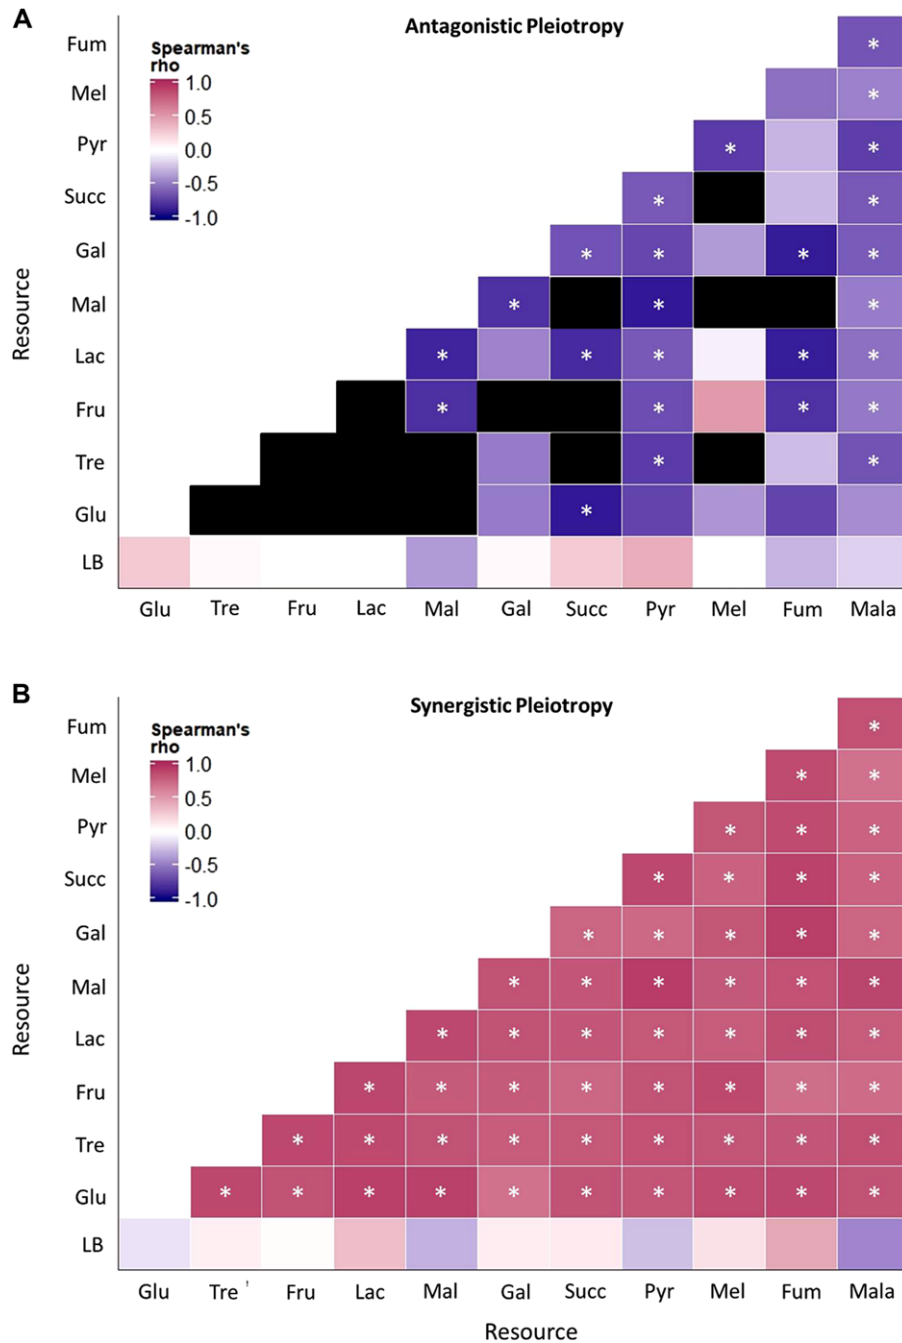 A
Antagonistic Pleiotropy
Spearman's
rho
1.0
0.5
0.0
-0.5
-1.0
Resource
Fum *
Mel *
Pyr * *
Succ * *
Gal * * * *
Mal * * *
Lac * * * * *
Fru * * * *
Tre * *
Glu *
LB
Glu Tre Fru Lac Mal Gal Succ Pyr Mel Fum Mala
B
Synergistic Pleiotropy
Spearman's
rho
1.0
0.5
0.0
-0.5
-1.0
Resource
Fum *
Mel * *
Pyr * * *
Succ * * * *
Gal * * * * *
Mal * * * * * *
Lac * * * * * * *
Fru * * * * * * * *
Tre * * * * * * * * *
Glu * * * * * * * * * *
LB
Glu Tre Fru Lac Mal Gal Succ Pyr Mel Fum Mala
Resource